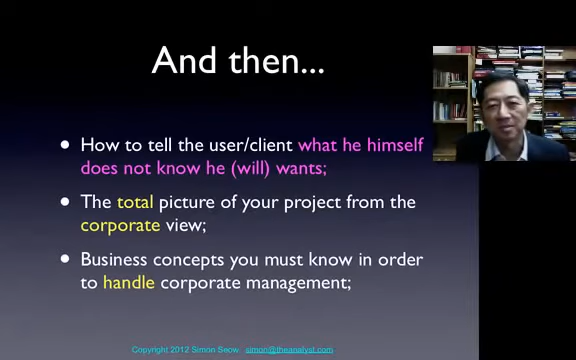 And then...
• How to tell the user/client what he himself
does not know he (will) wants;
• The total picture of your project from the
corporate view;
• Business concepts you must know in order
to handle corporate management;
Copyright 2012 Simon Seow simon@theanalyst.com